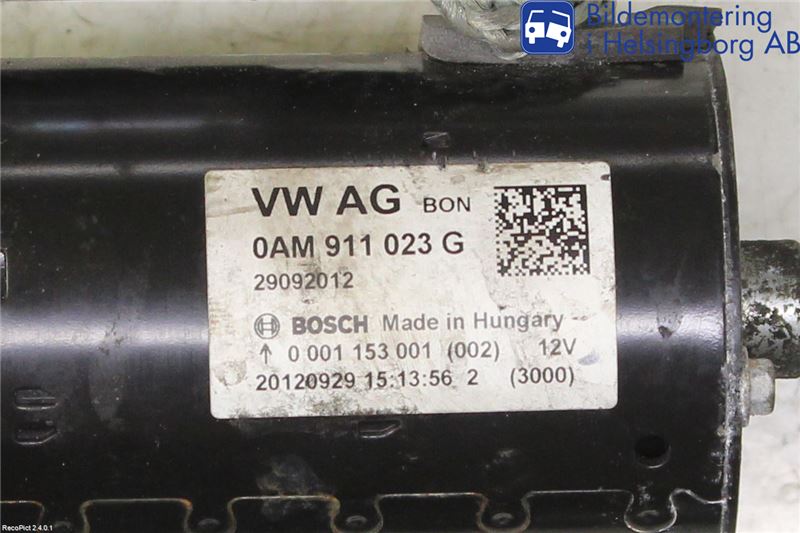 Bildemontering
i Helsingborg AB
VW AG BON
0AM 911 023 G
29092012
BOSCH Made in Hungary
0 001 153 001 (002) 12V
20120929 15:13:56 2 (3000)
RecoPict 2.4.0.1